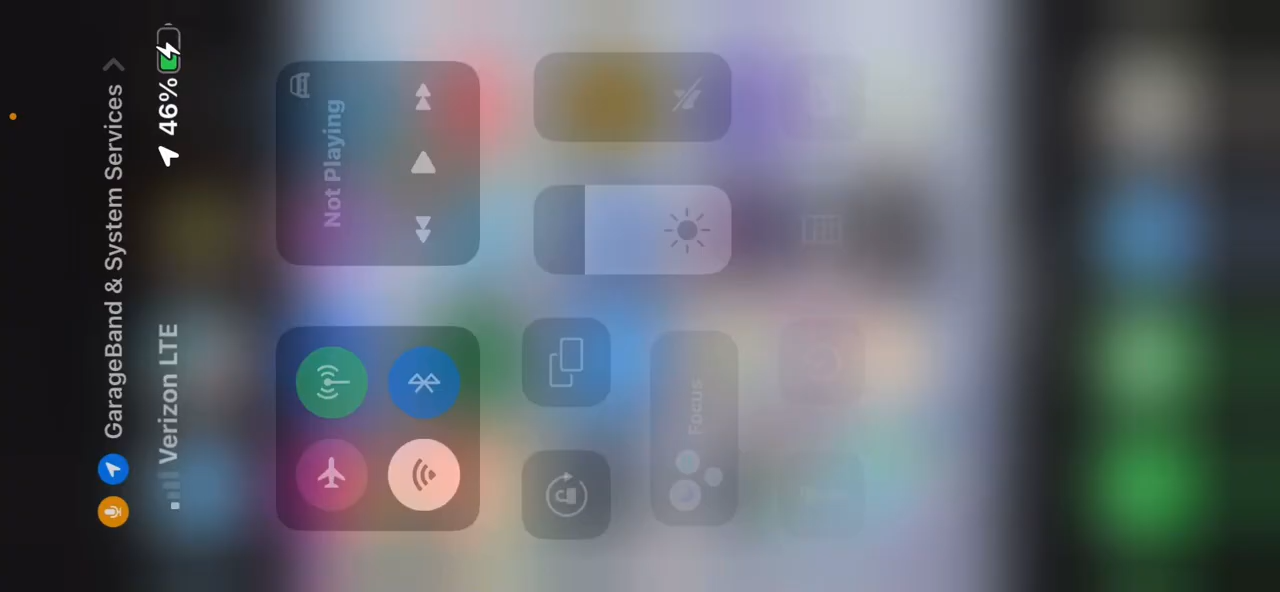 GarageBand & System Services
Verizon LTE
46%
Not Playing
Focus